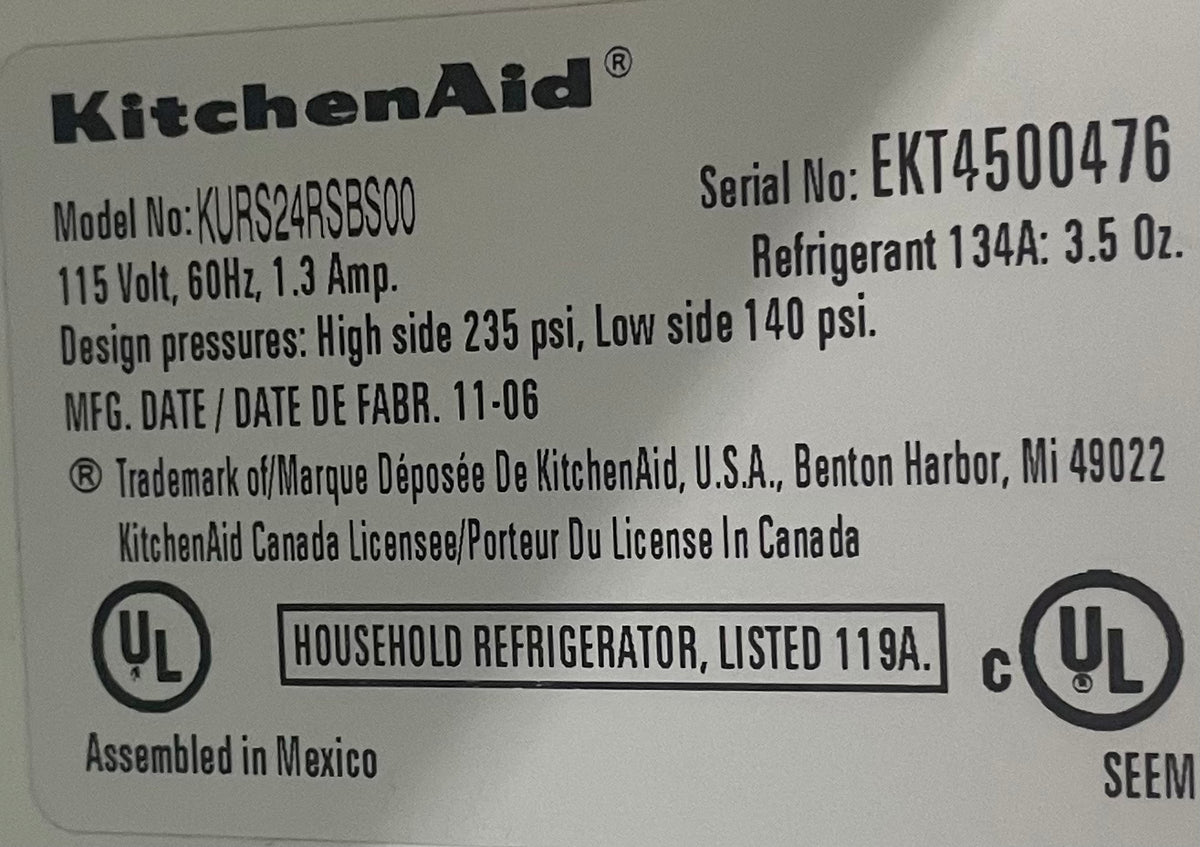 KitchenAid®
Model No: KURS24RSBS00
Serial No: EKT4500476
115 Volt, 60Hz, 1.3 Amp.
Refrigerant 134A: 3.5 Oz.
Design pressures: High side 235 psi, Low side 140 psi.
MFG. DATE / DATE DE FABR. 11-06
® Trademark of/Marque Déposée De KitchenAid, U.S.A., Benton Harbor, Mi 49022
KitchenAid Canada Licensee/Porteur Du License In Canada
UL
HOUSEHOLD REFRIGERATOR, LISTED 119A.
C UL ®
Assembled in Mexico
SEEM